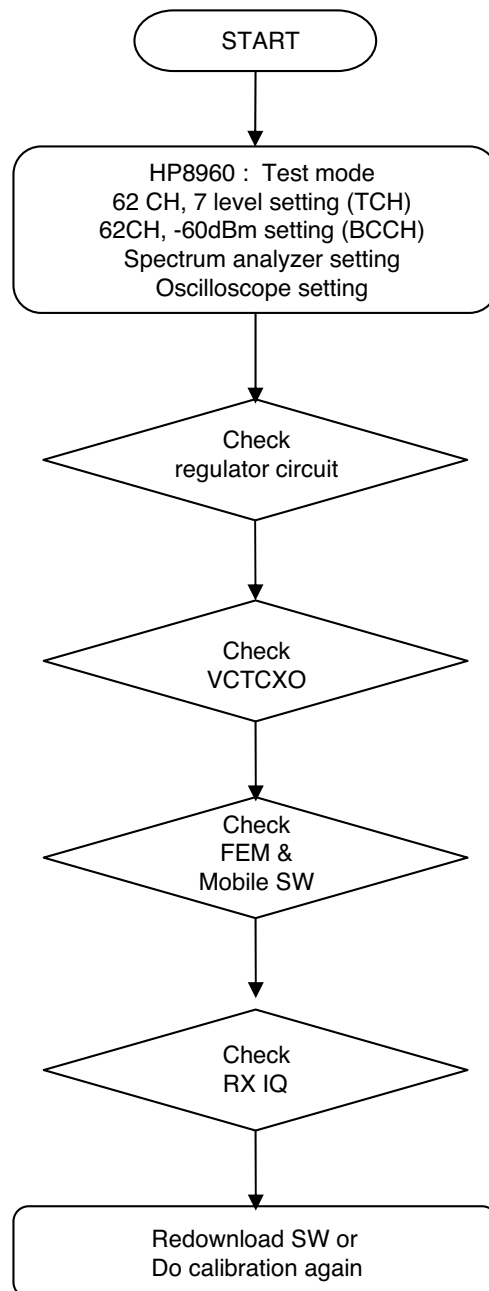 START
HP8960 : Test mode
62 CH, 7 level setting (TCH)
62CH, -60dBm setting (BCCH)
Spectrum analyzer setting
Oscilloscope setting
Check
regulator circuit
Check
VCTCXO
Check
FEM &
Mobile SW
Check
RX IQ
Redownload SW or
Do calibration again